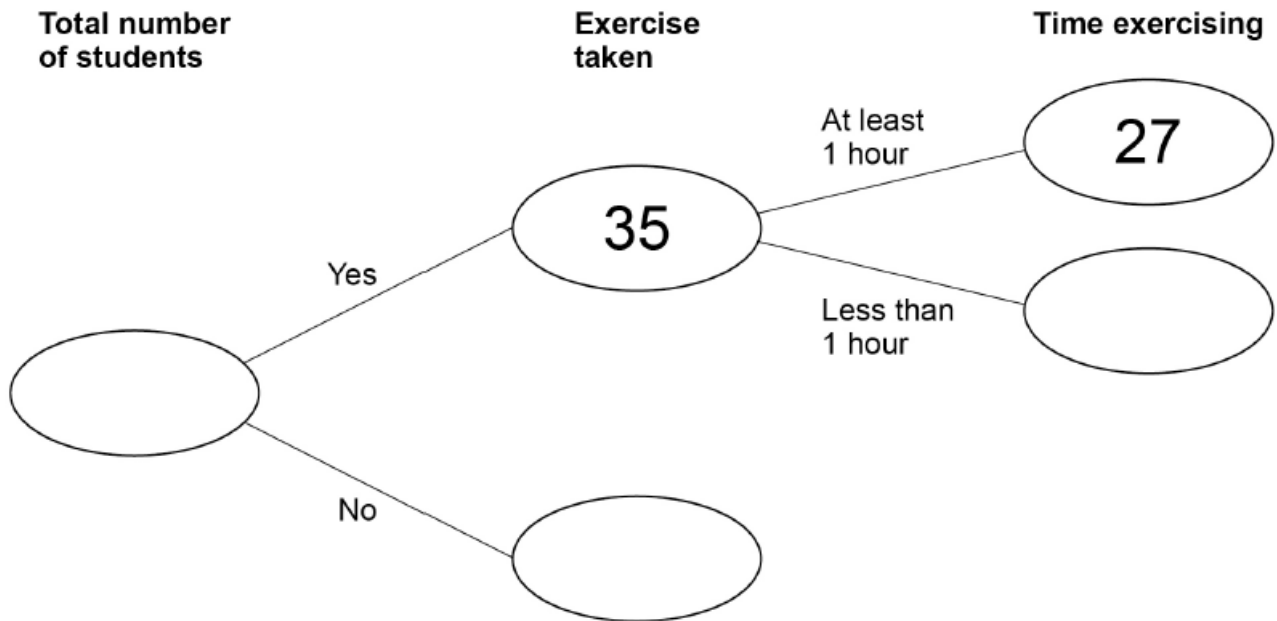 Total number
of students
Exercise
taken
Time exercising
At least
1 hour
27
35
Yes
Less than
1 hour
No